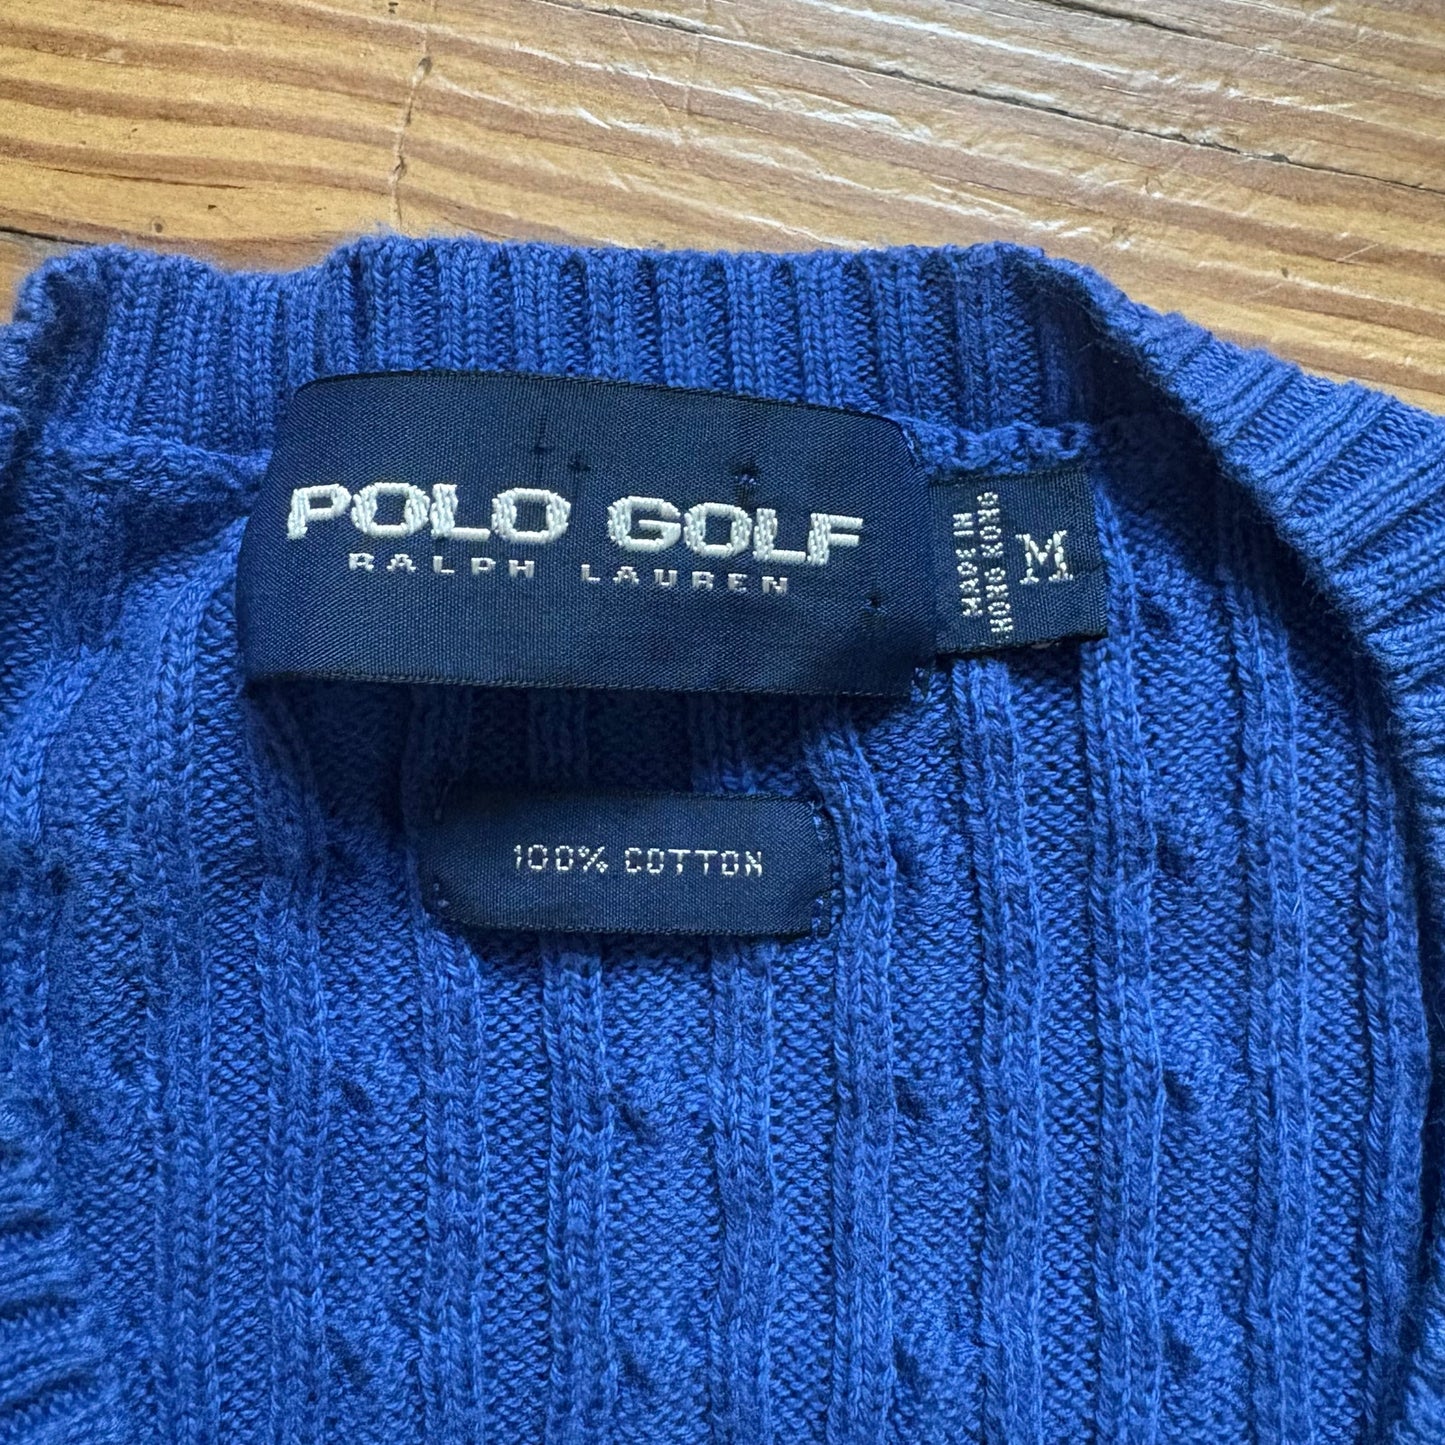 POLO GOLF
RALPH LAUREN
MADE IN
HONG KONG
M
100% COTTON